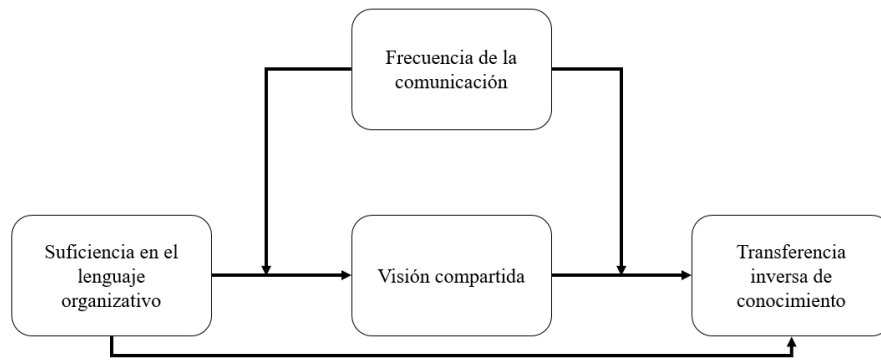 Frecuencia de la
comunicación
Suficiencia en el
lenguaje
organizativo
Visión compartida
Transferencia
inversa de
conocimiento